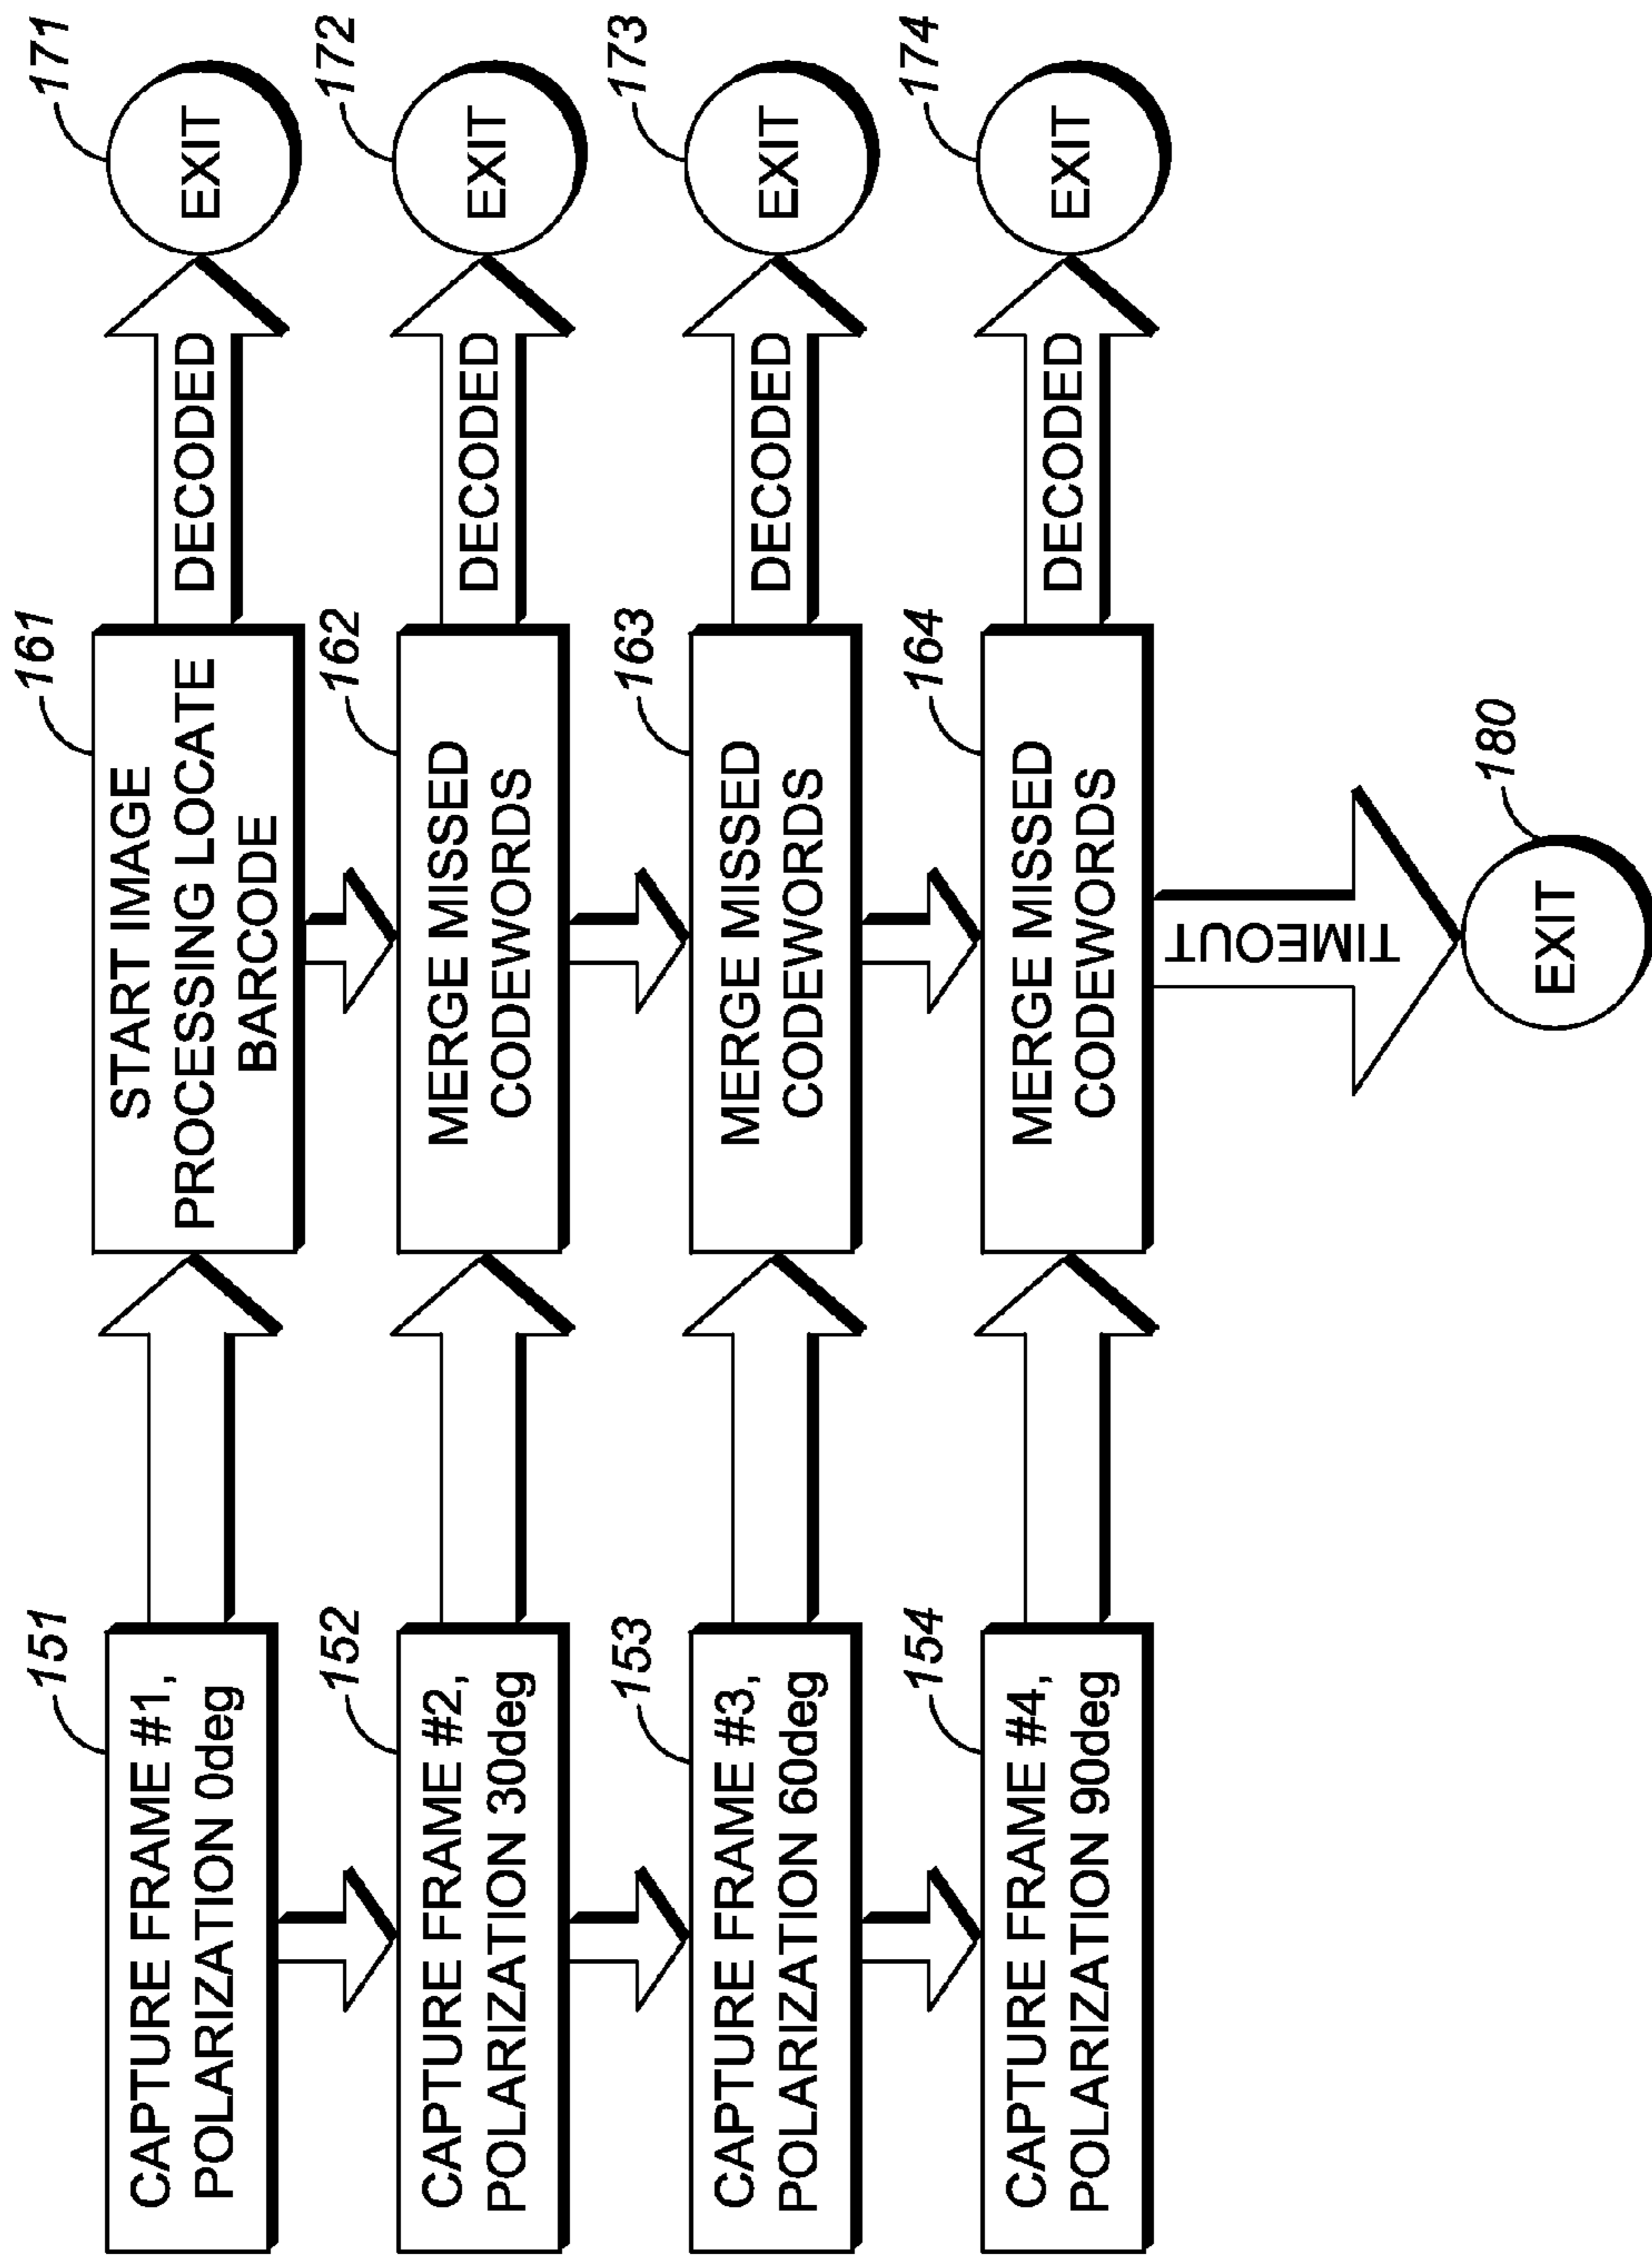 151
CAPTURE FRAME #1,
POLARIZATION 0deg
161
START IMAGE
PROCESSING LOCATE
BARCODE
DECODED
171
EXIT
152
CAPTURE FRAME #2,
POLARIZATION 30deg
162
MERGE MISSED
CODEWORDS
DECODED
172
EXIT
153
CAPTURE FRAME #3,
POLARIZATION 60deg
163
MERGE MISSED
CODEWORDS
DECODED
173
EXIT
154
CAPTURE FRAME #4,
POLARIZATION 90deg
164
MERGE MISSED
CODEWORDS
DECODED
174
EXIT
TIMEOUT
180
EXIT